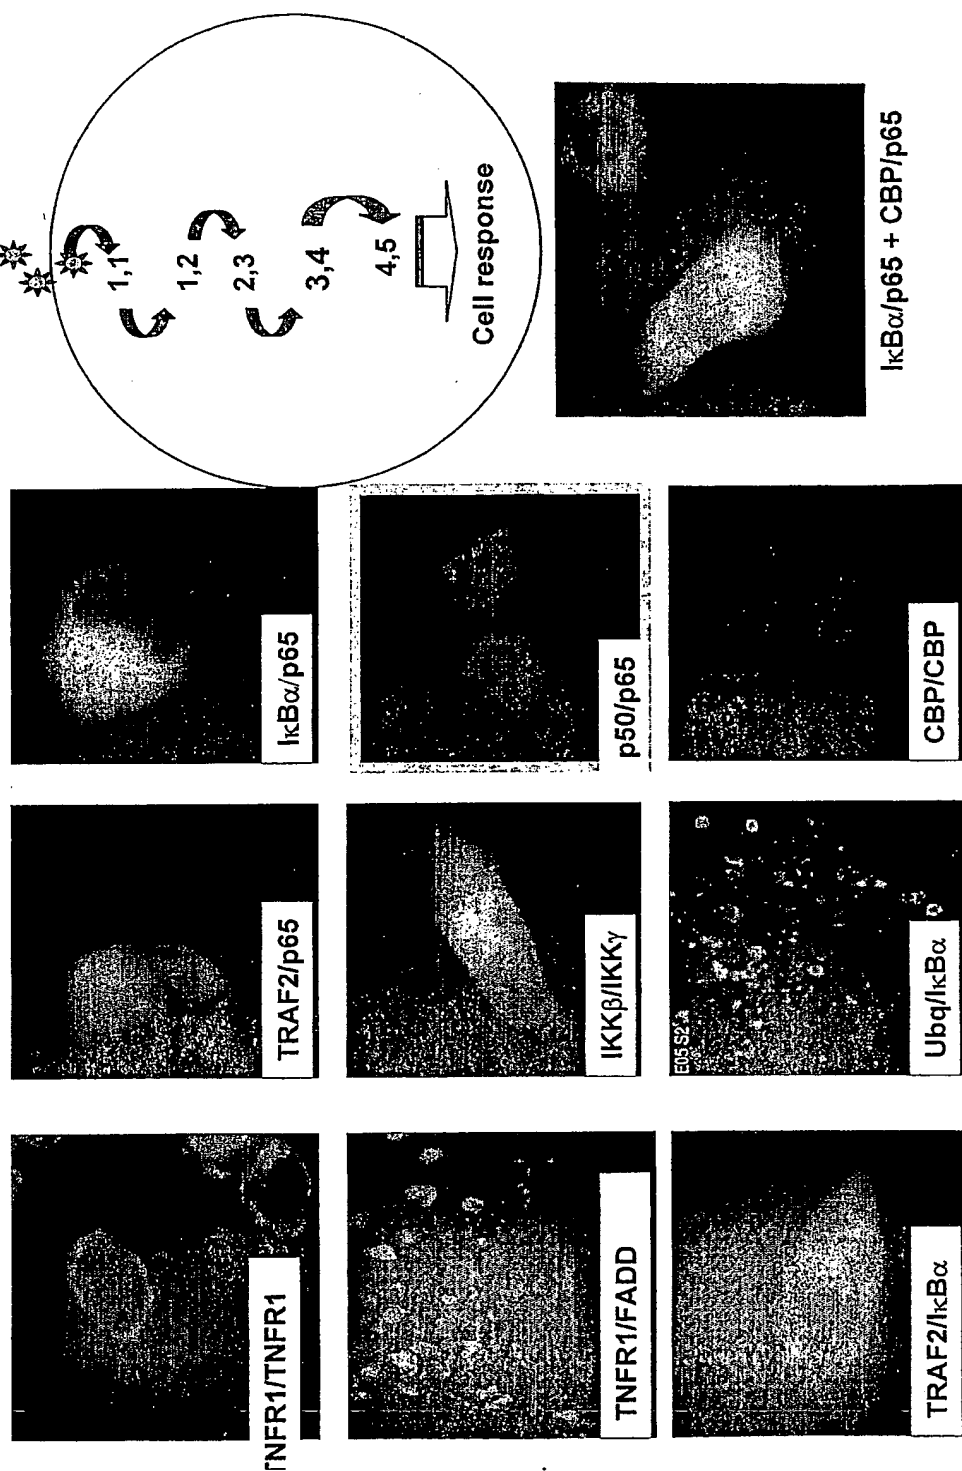 TNFR1/TNFR1
TRAF2/p65
IκBα/p65
TNFR1/FADD
IKKβ/IKKγ
p50/p65
TRAF2/IκBα
Ubq/IκBα
CBP/CBP
1,1
1,2
2,3
3,4
4,5
Cell response
IκBα/p65 + CBP/p65